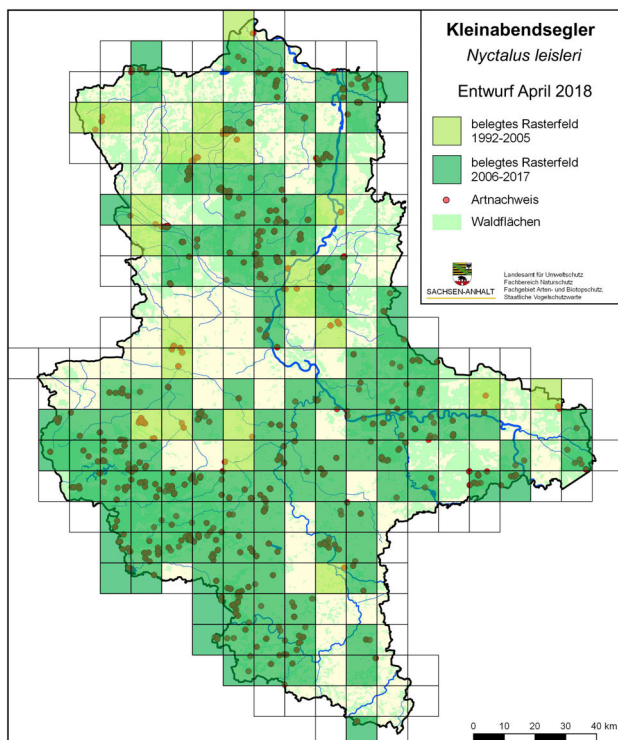 Kleinabendsegler
Nyctalus leisleri
Entwurf April 2018
belegtes Rasterfeld
1992-2005
belegtes Rasterfeld
2006-2017
Artnachweis
Waldflächen
SACHSEN-ANHALT
Landesamt für Umweltschutz
Fachbereich Naturschutz
Fachgebiet Arten- und Biotopschutz,
Staatliche Vogelschutzwarte
0 10 20 30 40 km